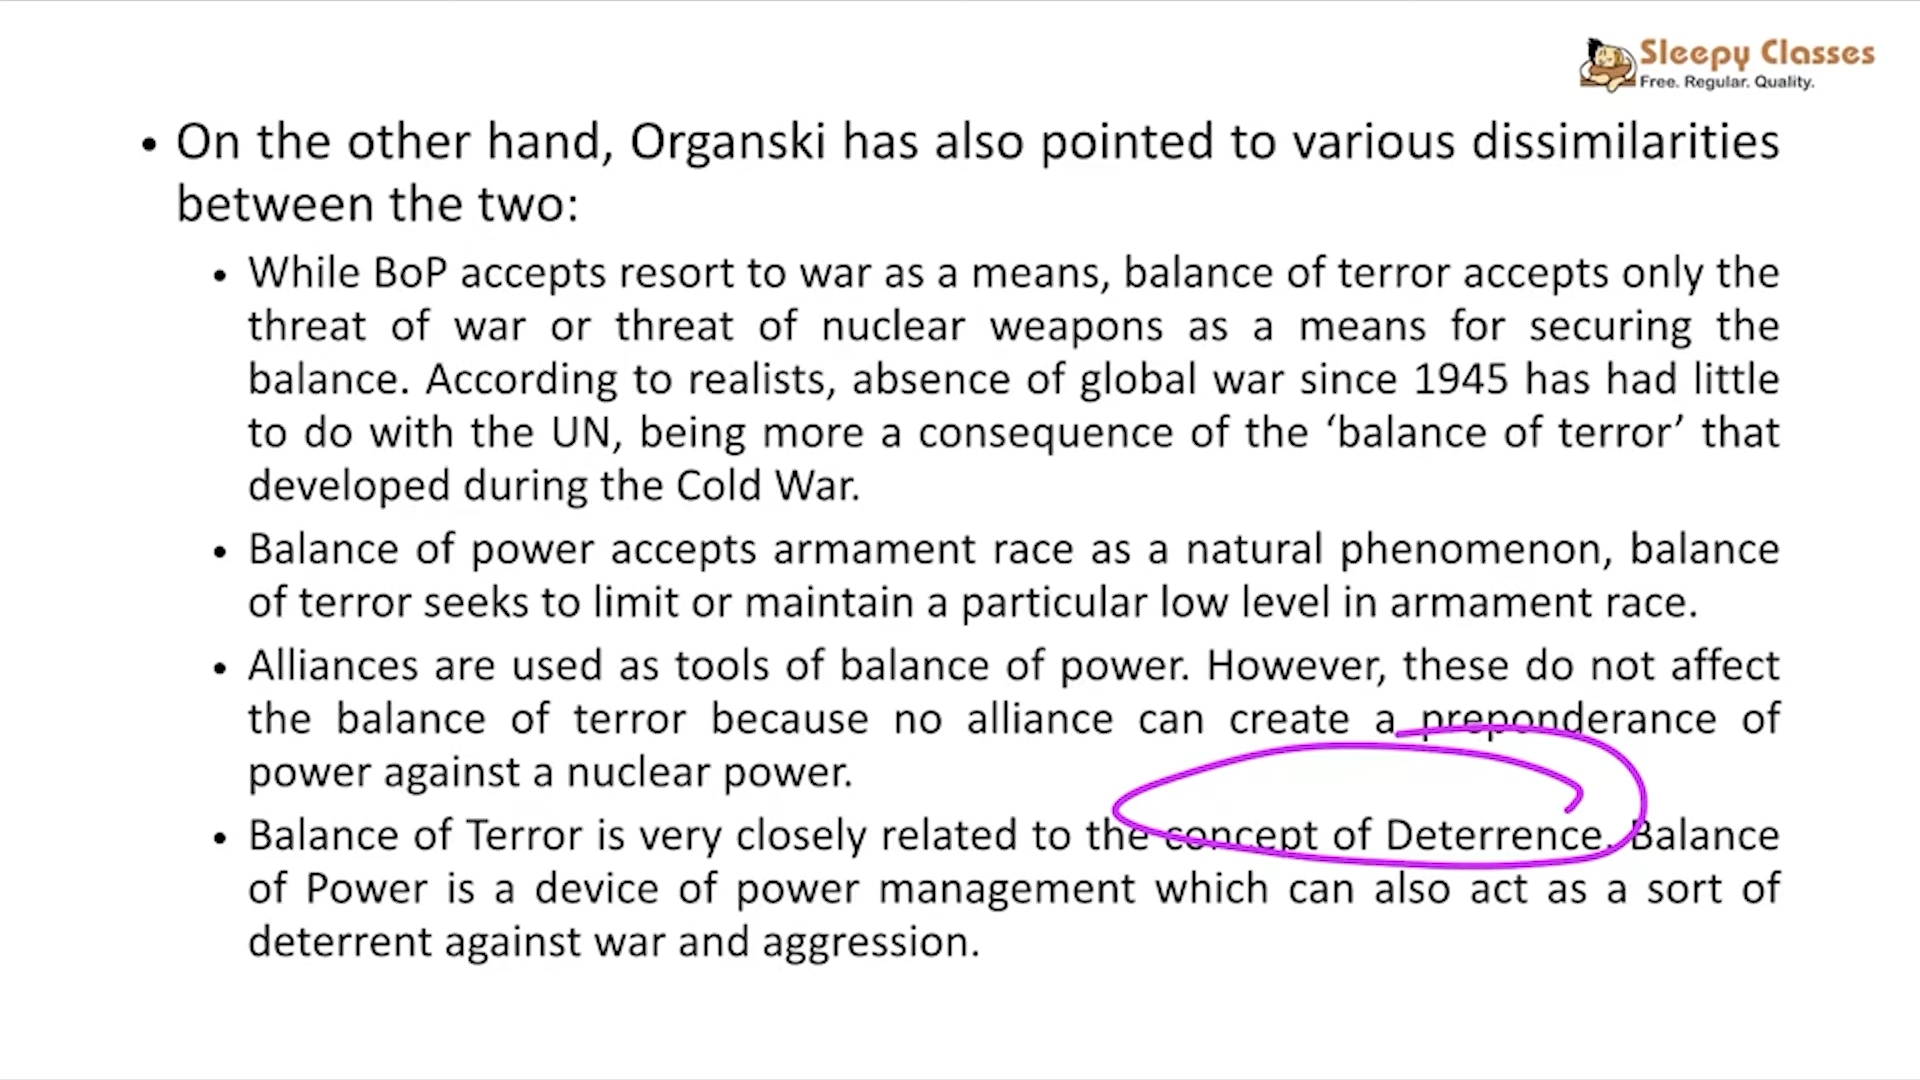 Sleepy Classes
Free. Regular. Quality.
• On the other hand, Organski has also pointed to various dissimilarities
between the two:
• While BoP accepts resort to war as a means, balance of terror accepts only the
threat of war or threat of nuclear weapons as a means for securing the
balance. According to realists, absence of global war since 1945 has had little
to do with the UN, being more a consequence of the ‘balance of terror’ that
developed during the Cold War.
• Balance of power accepts armament race as a natural phenomenon, balance
of terror seeks to limit or maintain a particular low level in armament race.
• Alliances are used as tools of balance of power. However, these do not affect
the balance of terror because no alliance can create a preponderance of
power against a nuclear power.
• Balance of Terror is very closely related to the concept of Deterrence. Balance
of Power is a device of power management which can also act as a sort of
deterrent against war and aggression.